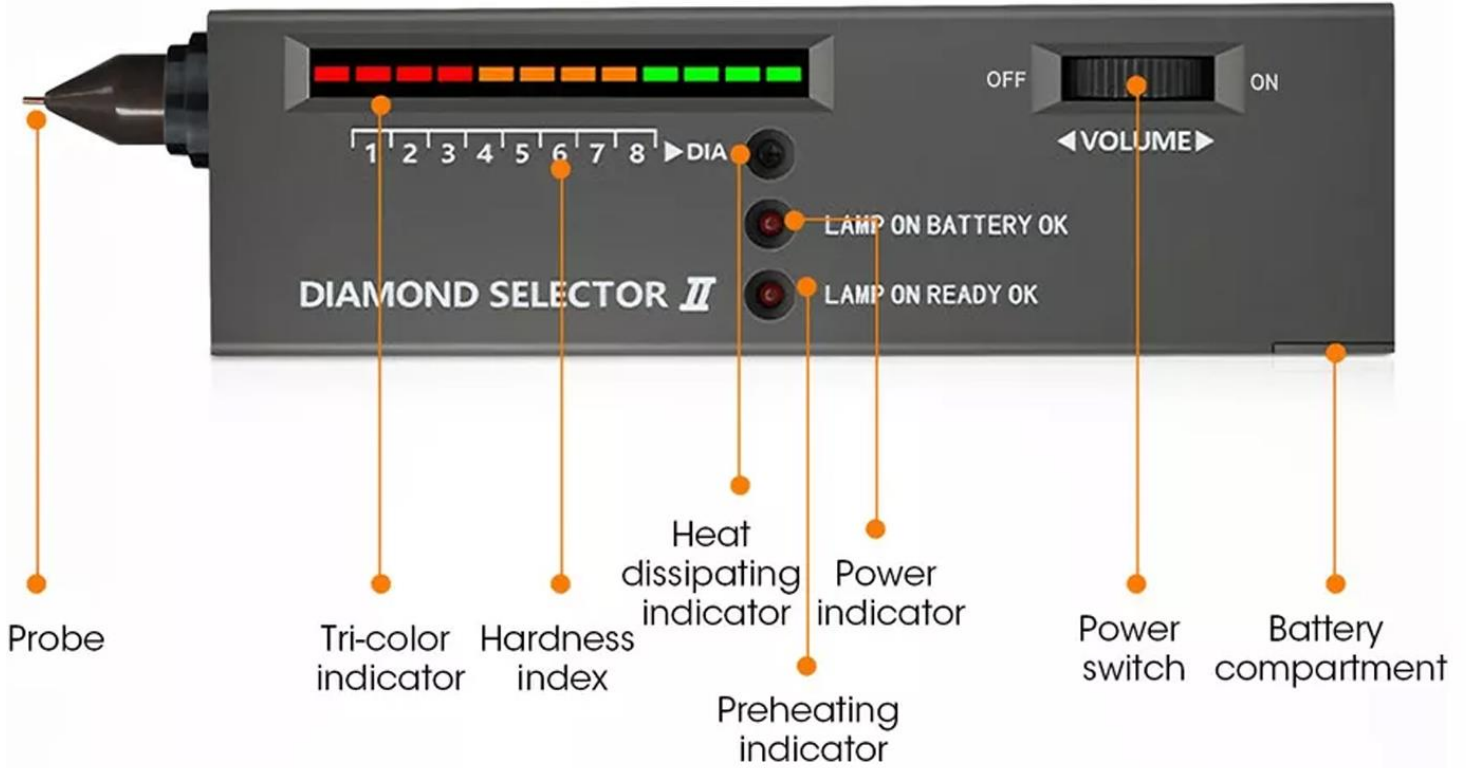 OFF
ON
◀VOLUME▶
1 2 3 4 5 6 7 8 ▶DIA
LAMP ON BATTERY OK
DIAMOND SELECTOR II
LAMP ON READY OK
Probe
Tri-color
indicator
Hardness
index
Heat
dissipating
indicator
Power
indicator
Preheating
indicator
Power
switch
Battery
compartment